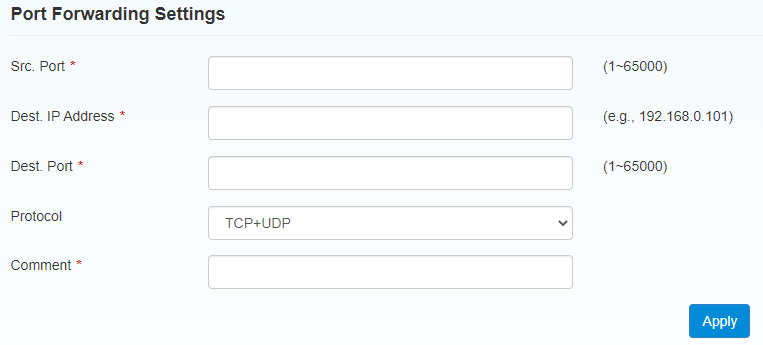 Port Forwarding Settings
Src. Port * (1~65000)
Dest. IP Address * (e.g., 192.168.0.101)
Dest. Port * (1~65000)
Protocol TCP+UDP
Comment *
Apply